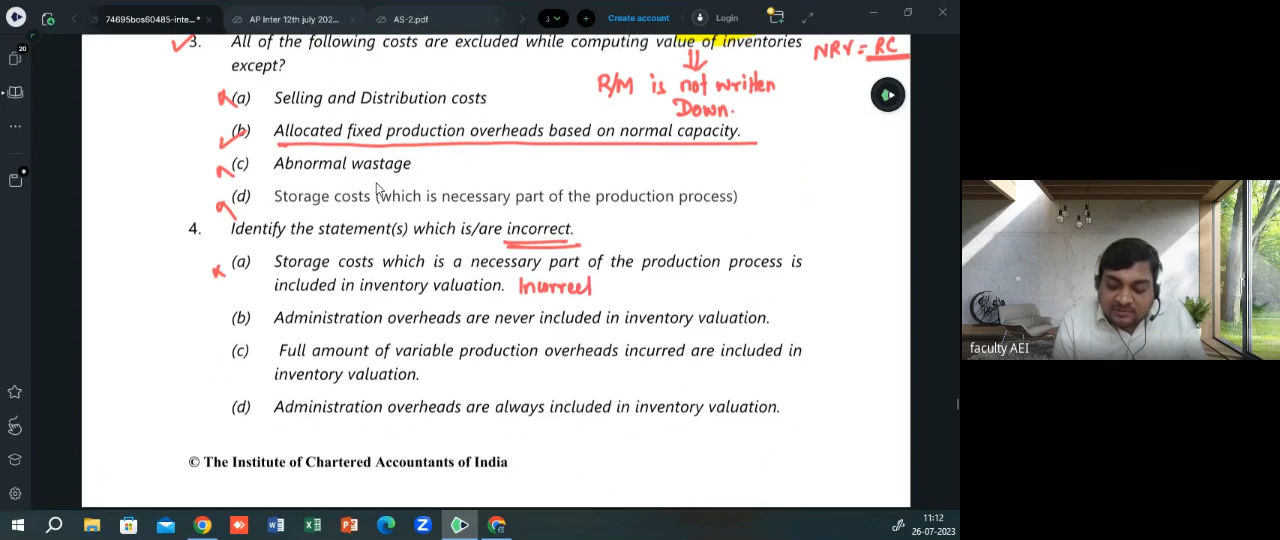 74695bos60485-inte...*
AP Inter 12th july 202...
AS-2.pdf
3
Create account
Login
20
3. All of the following costs are excluded while computing value of inventories
except?
NRV = RC
R/M is not written
Down.
(a) Selling and Distribution costs
(b) Allocated fixed production overheads based on normal capacity.
(c) Abnormal wastage
(d) Storage costs (which is necessary part of the production process)
4. Identify the statement(s) which is/are incorrect.
(a) Storage costs which is a necessary part of the production process is
included in inventory valuation. Incurred
(b) Administration overheads are never included in inventory valuation.
(c) Full amount of variable production overheads incurred are included in
inventory valuation.
(d) Administration overheads are always included in inventory valuation.
© The Institute of Chartered Accountants of India
faculty AEI
11:12
26-07-2023